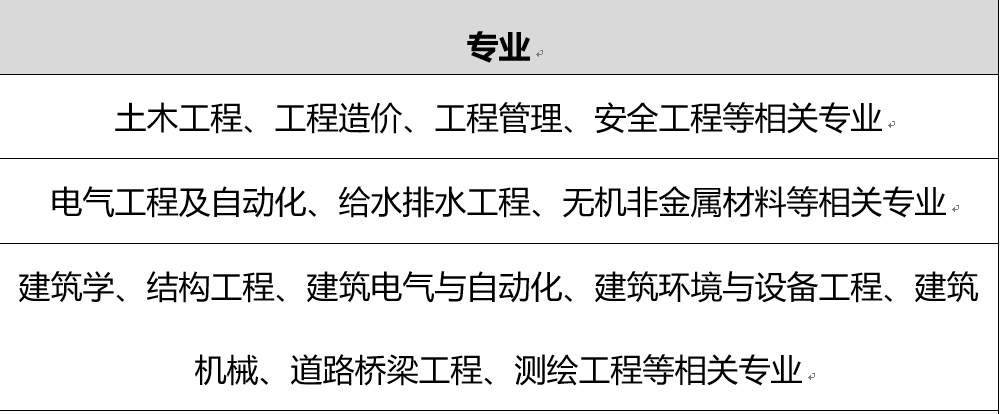 专业
土木工程、工程造价、工程管理、安全工程等相关专业
电气工程及自动化、给水排水工程、无机非金属材料等相关专业
建筑学、结构工程、建筑电气与自动化、建筑环境与设备工程、建筑
机械、道路桥梁工程、测绘工程等相关专业